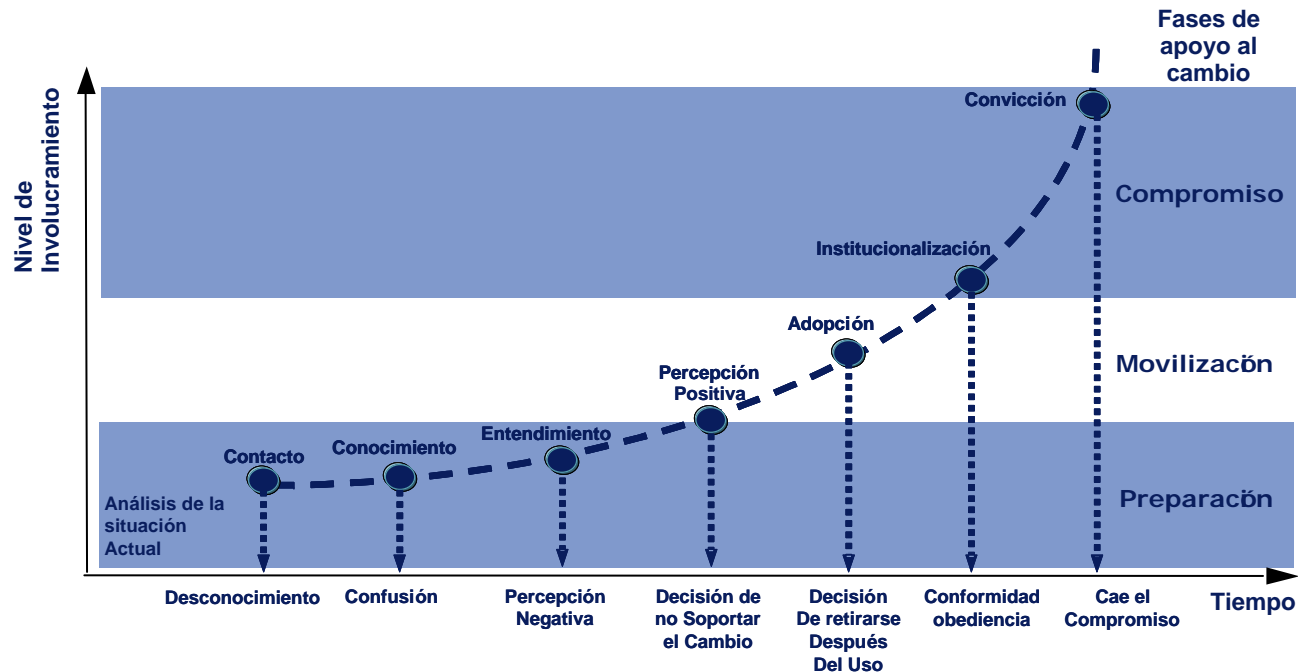 Fases de
apoyo al
cambio
Nivel de
Involucramiento
Convicción
Compromiso
Institucionalización
Adopción
Movilización
Percepción
Positiva
Entendimiento
Conocimiento
Contacto
Preparación
Análisis de la
situación
Actual
Desconocimiento
Confusión
Percepción
Negativa
Decisión de
no Soportar
el Cambio
Decisión
De retirarse
Después
Del Uso
Conformidad
obediencia
Cae el
Compromiso
Tiempo